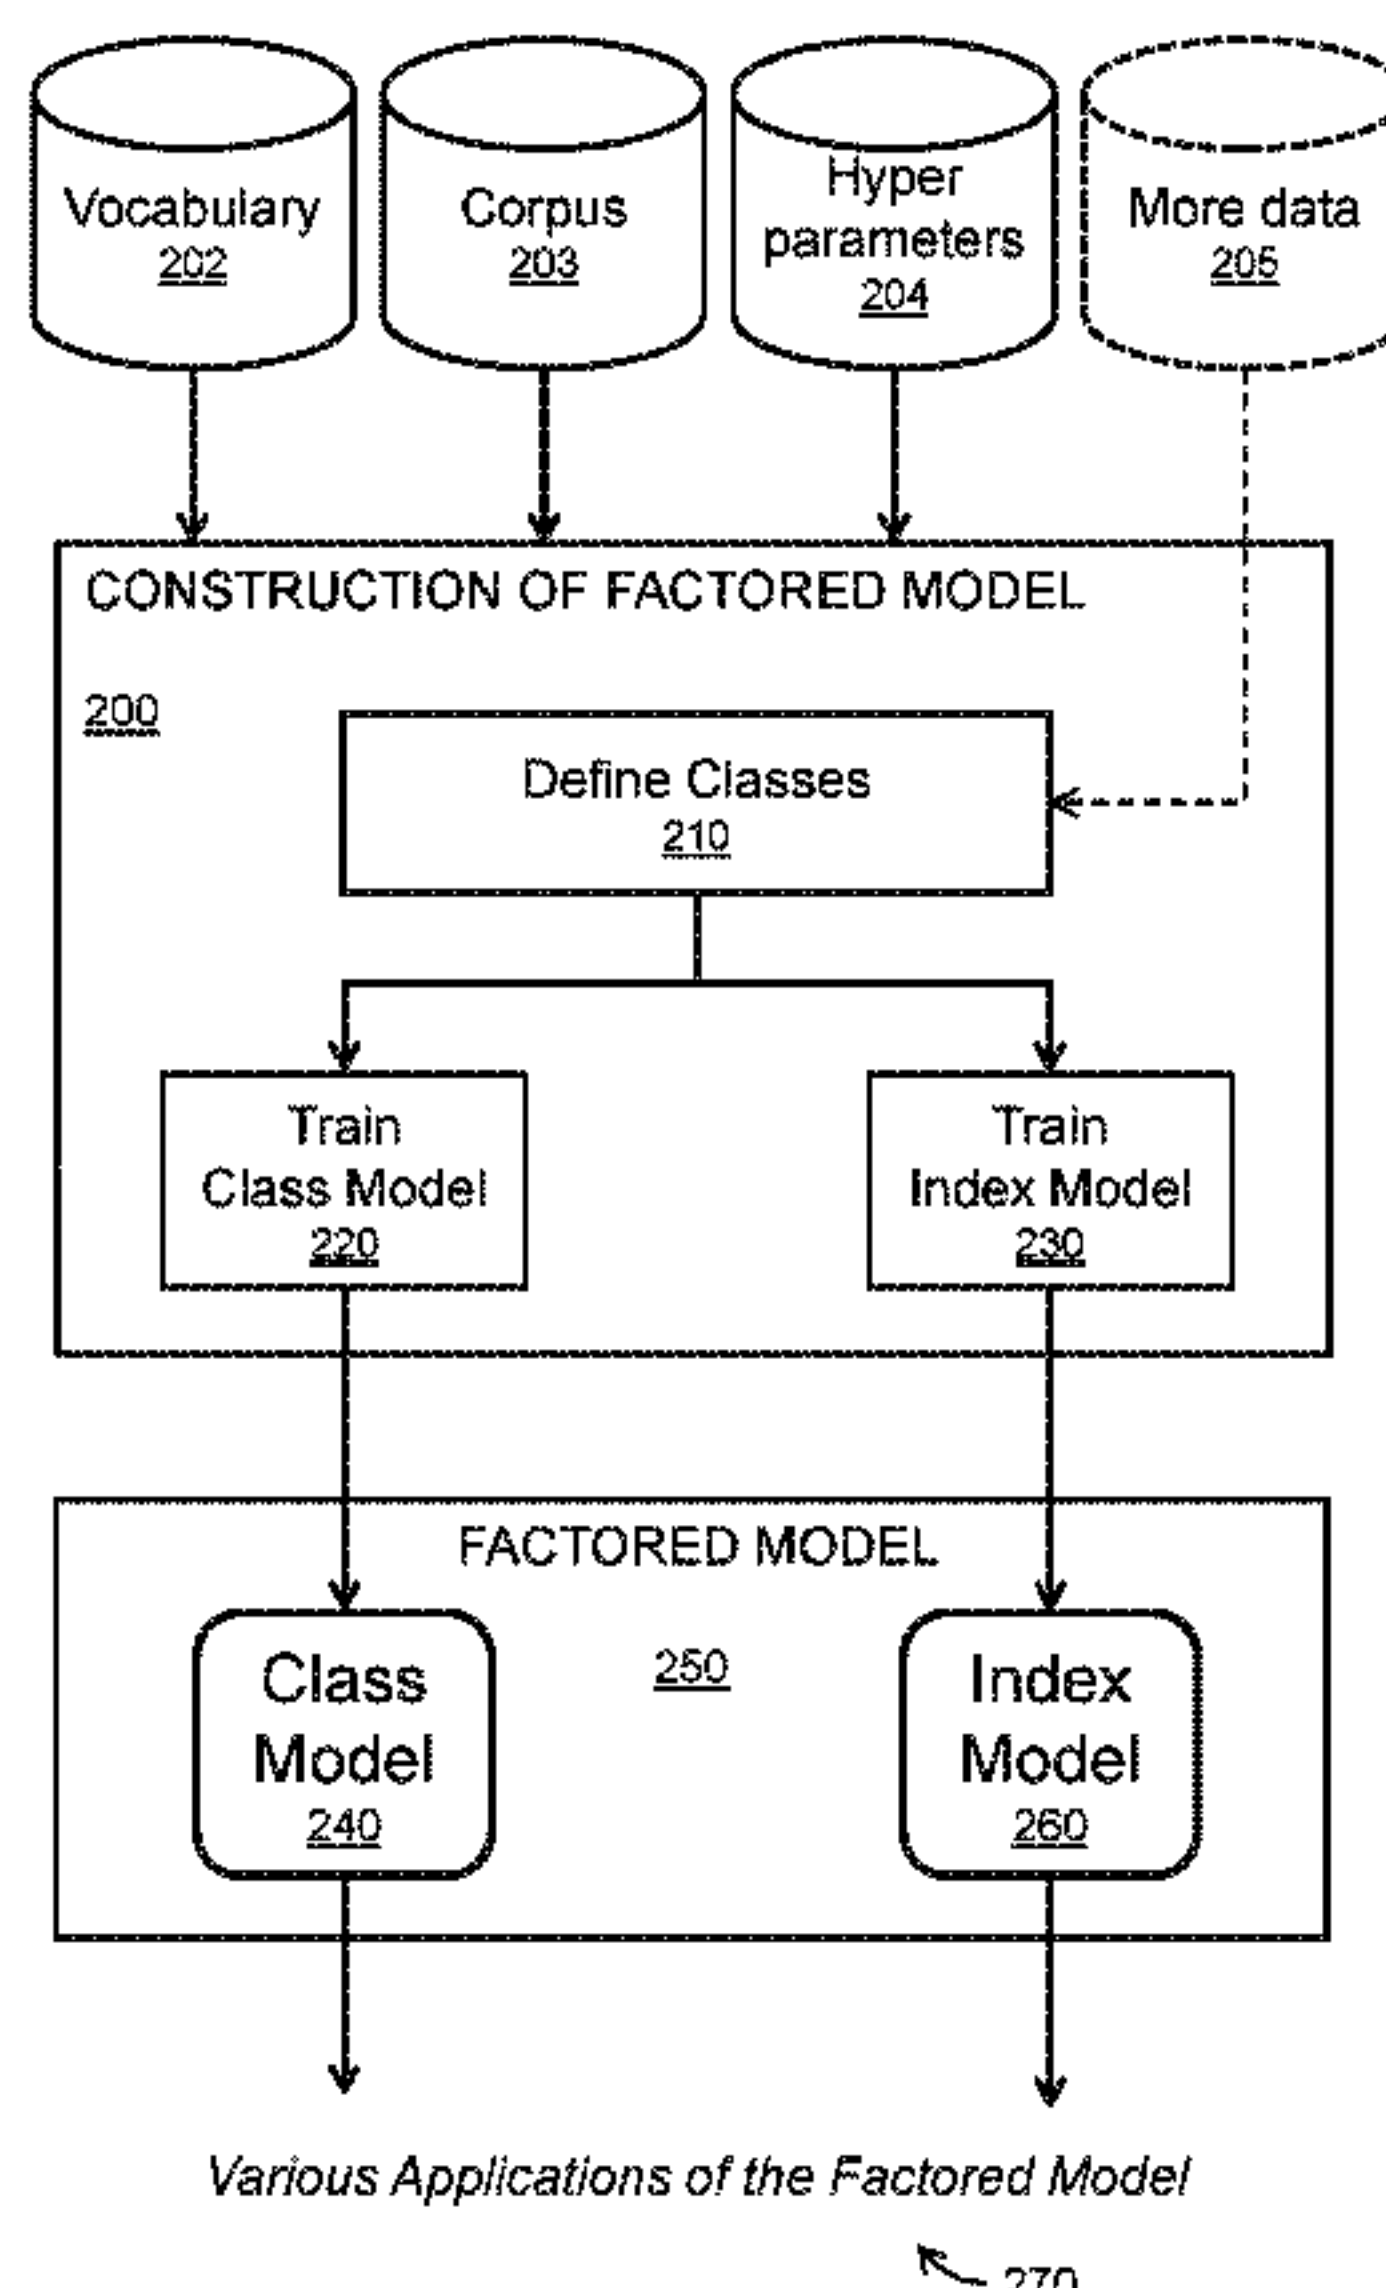 Vocabulary
202
Corpus
203
Hyper
parameters
204
More data
205
CONSTRUCTION OF FACTORED MODEL
200
Define Classes
210
Train
Class Model
220
Train
Index Model
230
FACTORED MODEL
250
Class
Model
240
Index
Model
260
Various Applications of the Factored Model
270